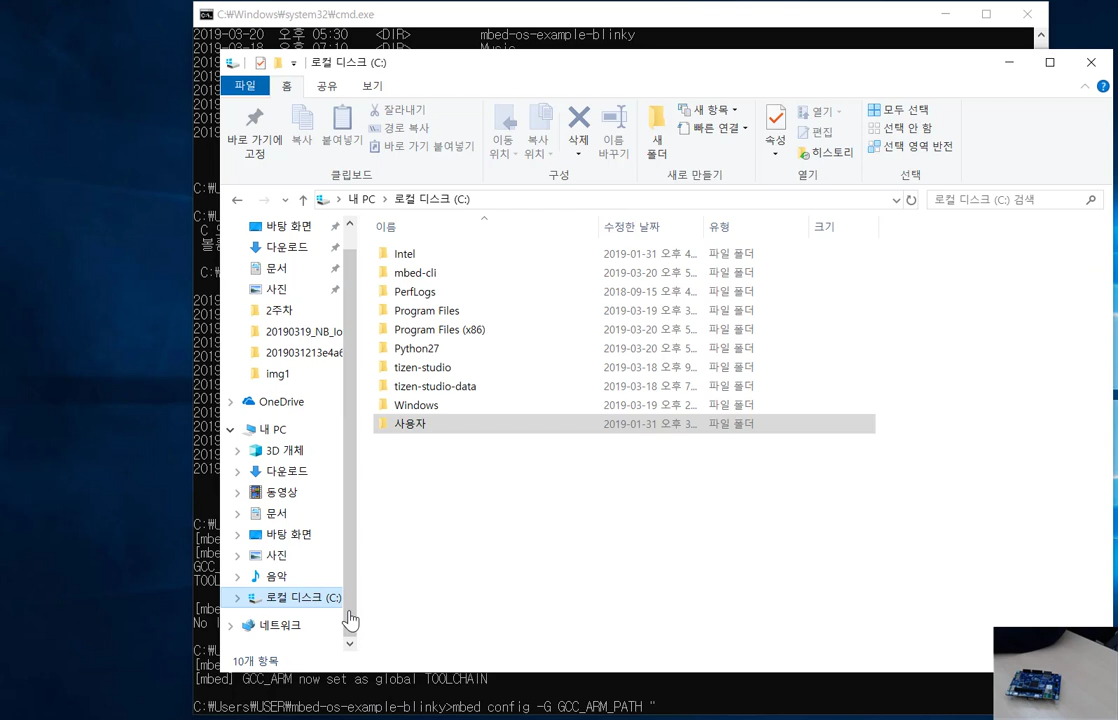 C:₩Windows₩system32₩cmd.exe
2019-03-20 오후 05:30 <DIR> mbed-os-example-blinky
2019-03-18 오후 07:10 <DIR> Music
로컬 디스크 (C:)
파일 홈 공유 보기
바로 가기에 고정
복사
붙여넣기
잘라내기
경로 복사
바로 가기 붙여넣기
클립보드
이동 위치
복사 위치
삭제
이름 바꾸기
구성
새 폴더
새 항목
빠른 연결
새로 만들기
속성
열기
편집
히스토리
열기
모두 선택
선택 안 함
선택 영역 반전
선택
내 PC > 로컬 디스크 (C:)
로컬 디스크 (C:) 검색
이름 수정한 날짜 유형 크기
Intel 2019-01-31 오후 4... 파일 폴더
mbed-cli 2019-03-20 오후 5... 파일 폴더
PerfLogs 2018-09-15 오후 4... 파일 폴더
Program Files 2019-03-19 오후 3... 파일 폴더
Program Files (x86) 2019-03-20 오후 5... 파일 폴더
Python27 2019-03-20 오후 5... 파일 폴더
tizen-studio 2019-03-18 오후 9... 파일 폴더
tizen-studio-data 2019-03-18 오후 7... 파일 폴더
Windows 2019-03-19 오후 2... 파일 폴더
사용자 2019-01-31 오후 3... 파일 폴더
바탕 화면
다운로드
문서
사진
2주차
20190319_NB_Io
2019031213e4a6
img1
OneDrive
내 PC
3D 개체
다운로드
동영상
문서
바탕 화면
사진
음악
로컬 디스크 (C:)
네트워크
10개 항목
[mbed] GCC_ARM now set as global TOOLCHAIN
C:₩Users₩USER₩mbed-os-example-blinky>mbed config -G GCC_ARM_PATH "